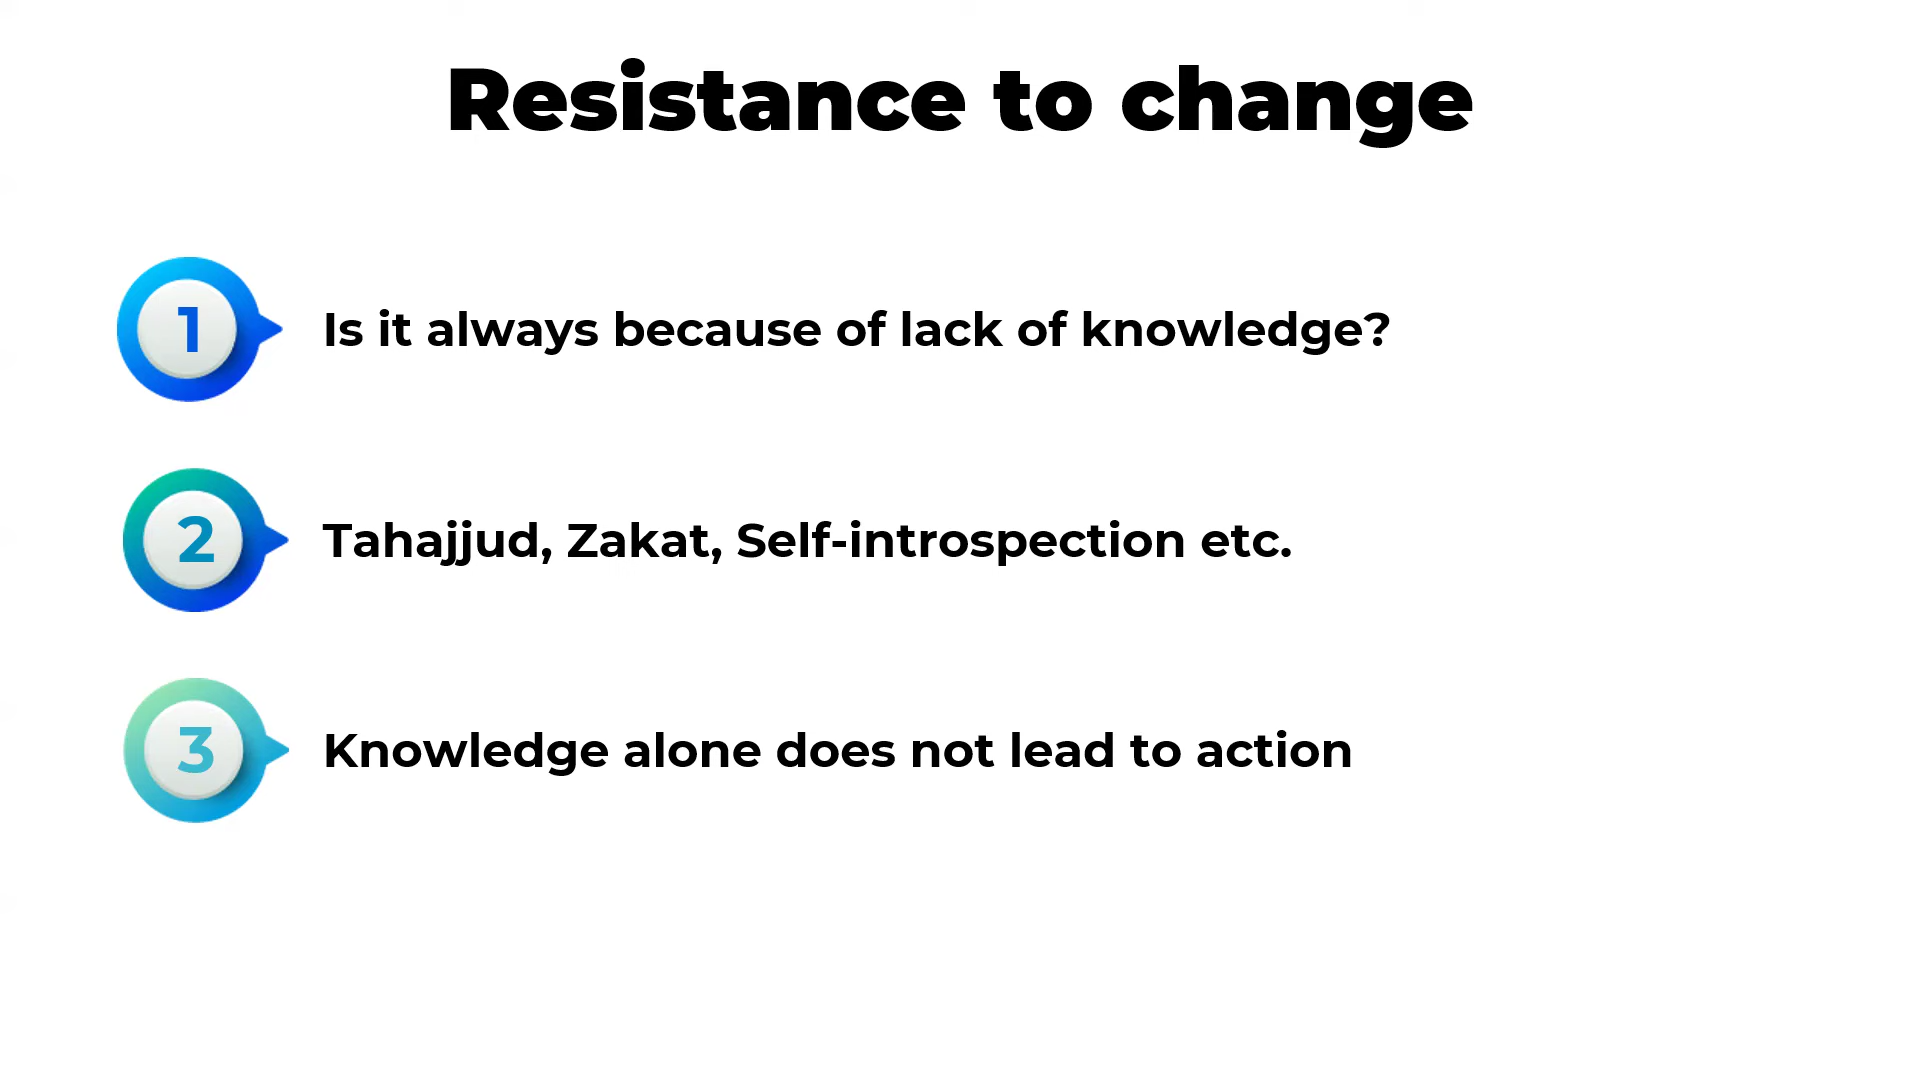 Resistance to change
1
Is it always because of lack of knowledge?
2
Tahajjud, Zakat, Self-introspection etc.
3
Knowledge alone does not lead to action